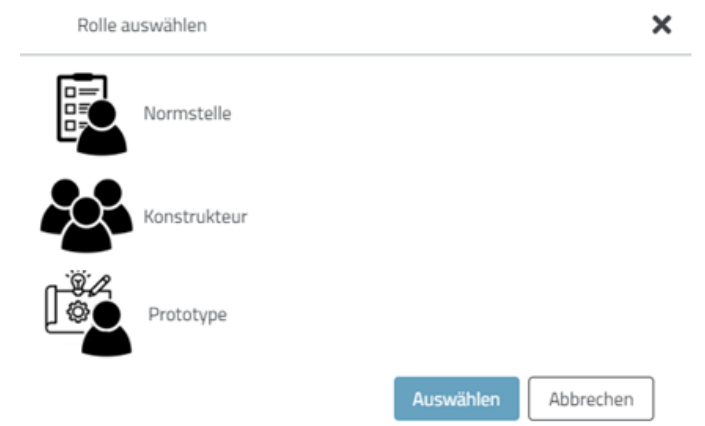 Rolle auswählen
Normstelle
Konstrukteur
Prototype
Auswählen Abbrechen